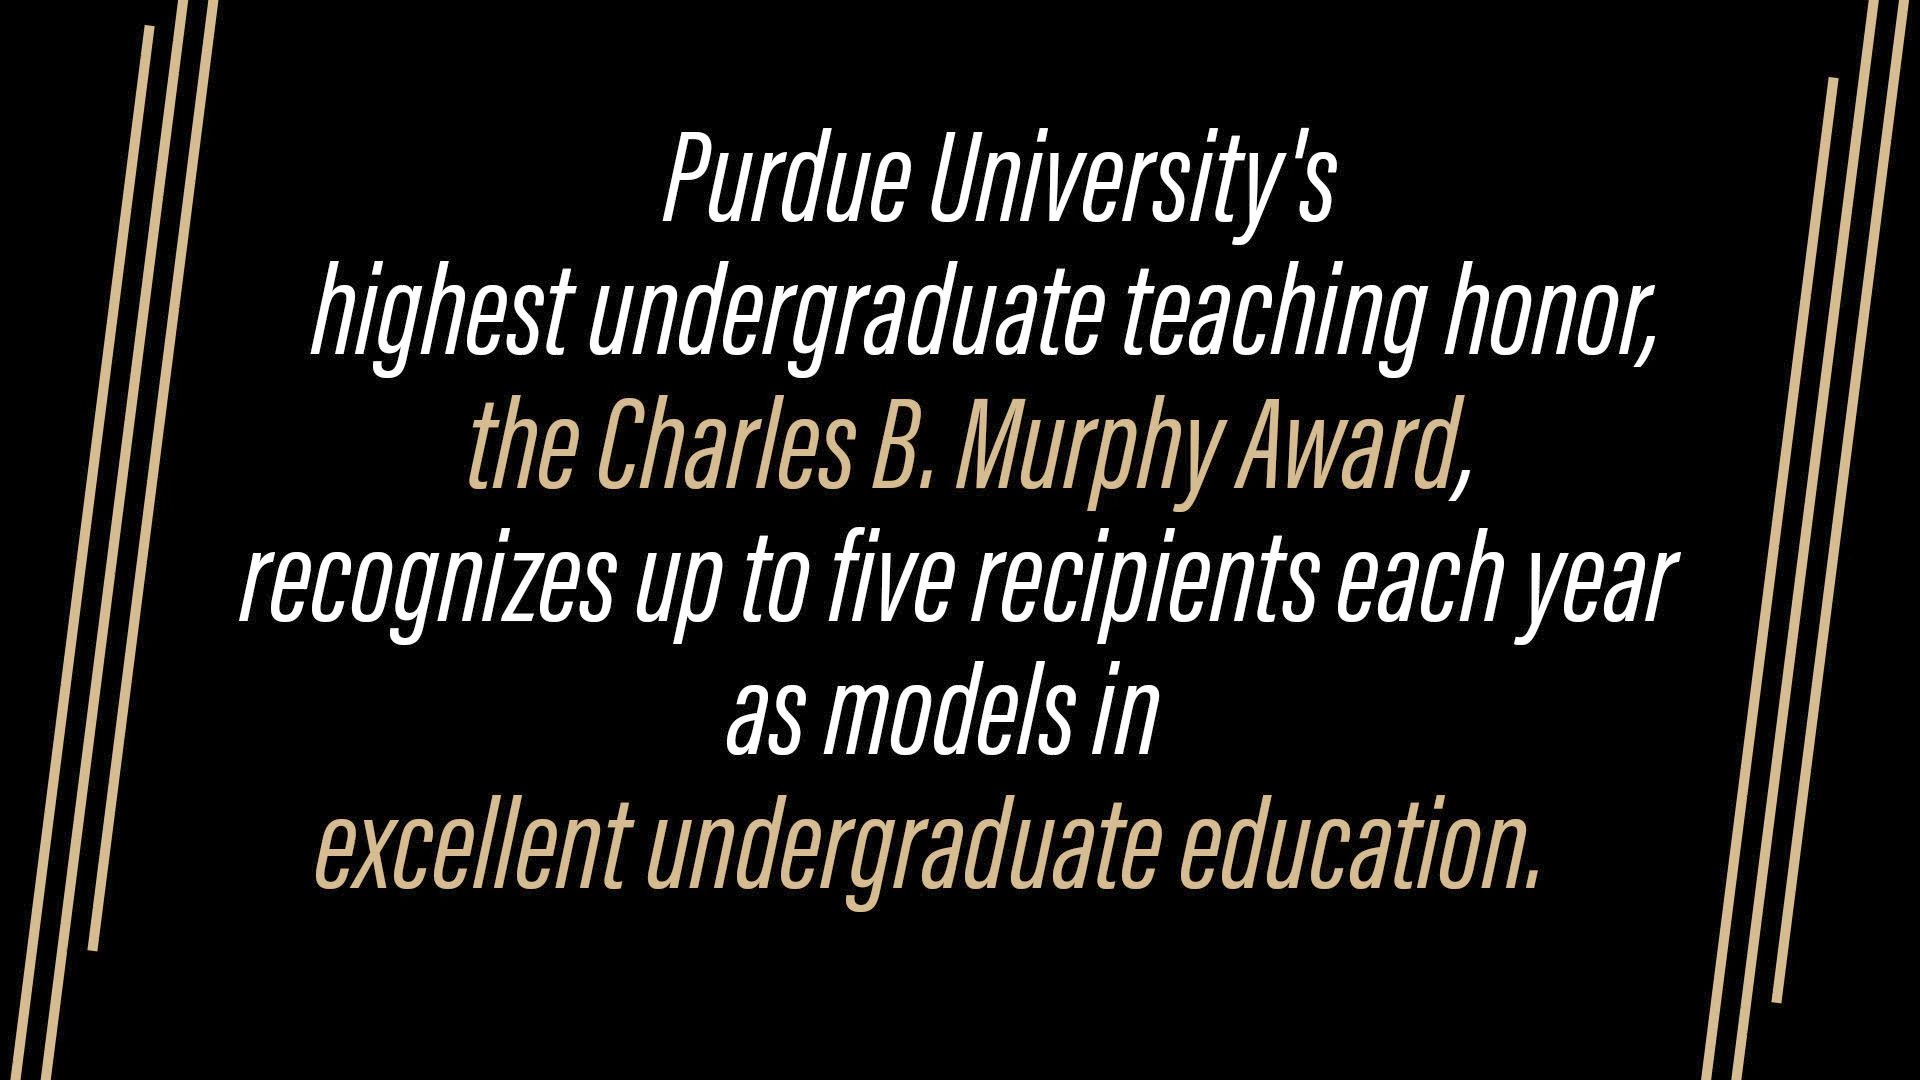 Purdue University's
highest undergraduate teaching honor,
the Charles B. Murphy Award,
recognizes up to five recipients each year
as models in
excellent undergraduate education.